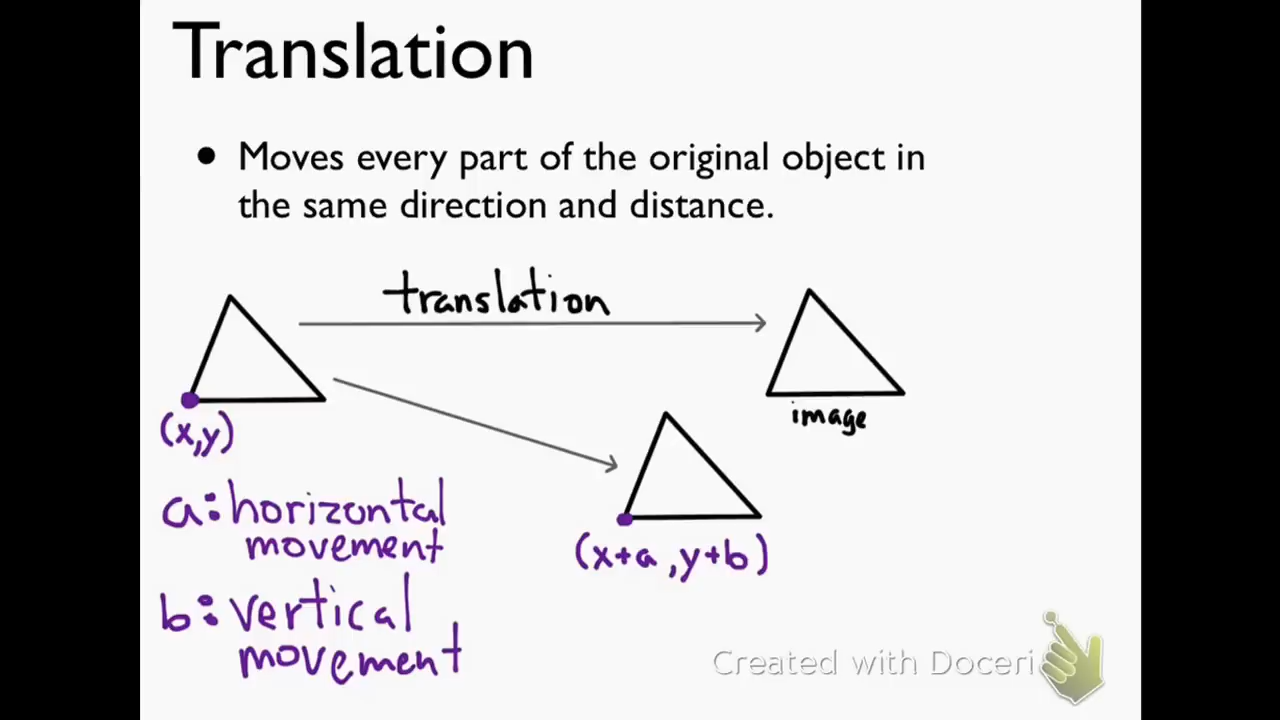 Translation
• Moves every part of the original object in
the same direction and distance.
translation
image
(x,y)
a: horizontal
movement
(x+a, y+b)
b: vertical
movement
Created with Doceri